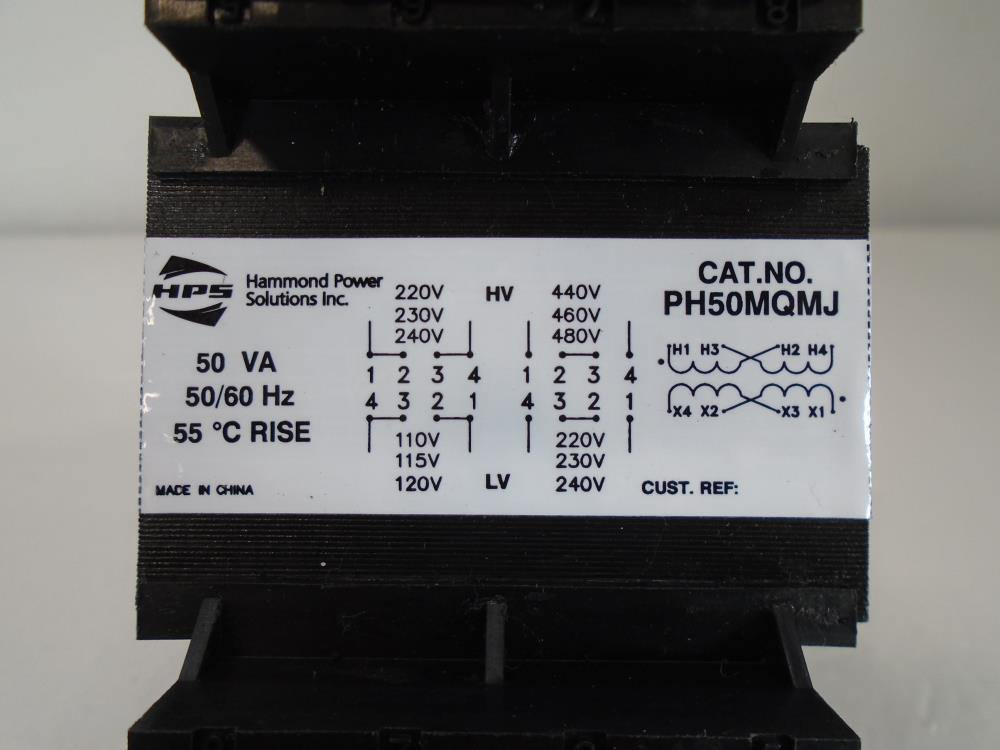 HPS
Hammond Power
Solutions Inc.
50 VA
50/60 Hz
55 °C RISE
MADE IN CHINA
220V HV 440V
230V 460V
240V 480V
1 2 3 4 1 2 3 4
4 3 2 1 4 3 2 1
110V 220V
115V 230V
120V LV 240V
CAT.NO.
PH50MQMJ
H1 H3 H2 H4
X4 X2 X3 X1
CUST. REF: